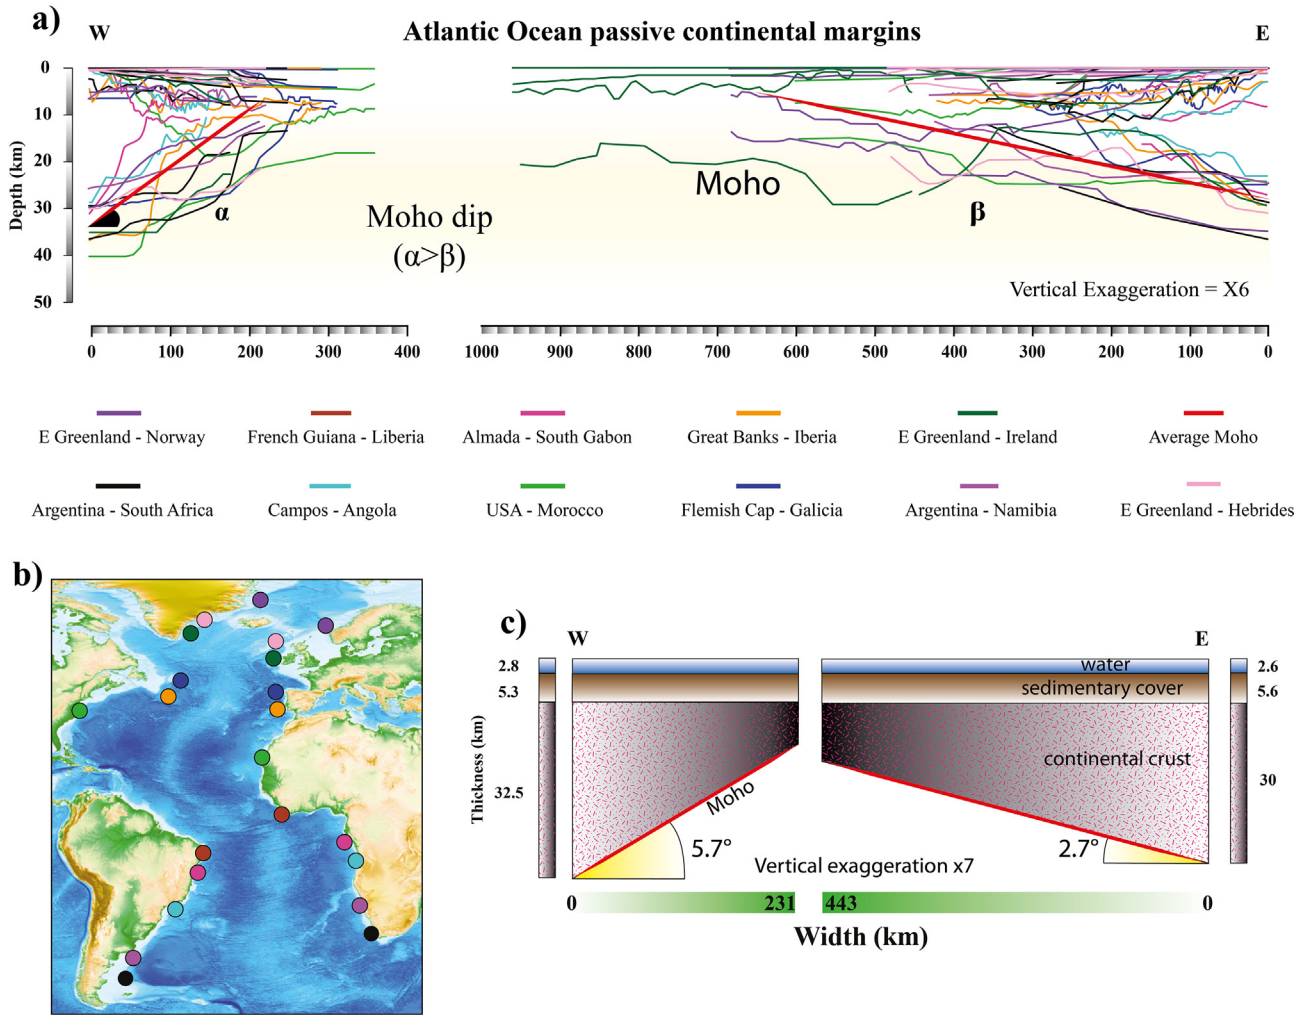 a)
W
Atlantic Ocean passive continental margins
E
0
10
20
30
40
50
Depth (km)
α
Moho dip
(α>β)
Moho
β
Vertical Exaggeration = X6
0 100 200 300 400
1000 900 800 700 600 500 400 300 200 100 0
E Greenland - Norway
French Guiana - Liberia
Almada - South Gabon
Great Banks - Iberia
E Greenland - Ireland
Average Moho
Argentina - South Africa
Campos - Angola
USA - Morocco
Flemish Cap - Galicia
Argentina - Namibia
E Greenland - Hebrides
b)
c)
W
E
2.8
5.3
32.5
Thickness (km)
water
sedimentary cover
continental crust
2.6
5.6
30
Moho
5.7°
2.7°
Vertical exaggeration x7
0 231 443 0
Width (km)